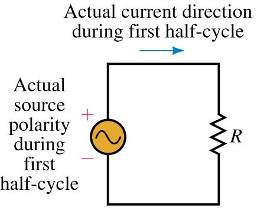 Actual current direction
during first half-cycle
Actual
source
polarity
during
first
half-cycle
+
−
R